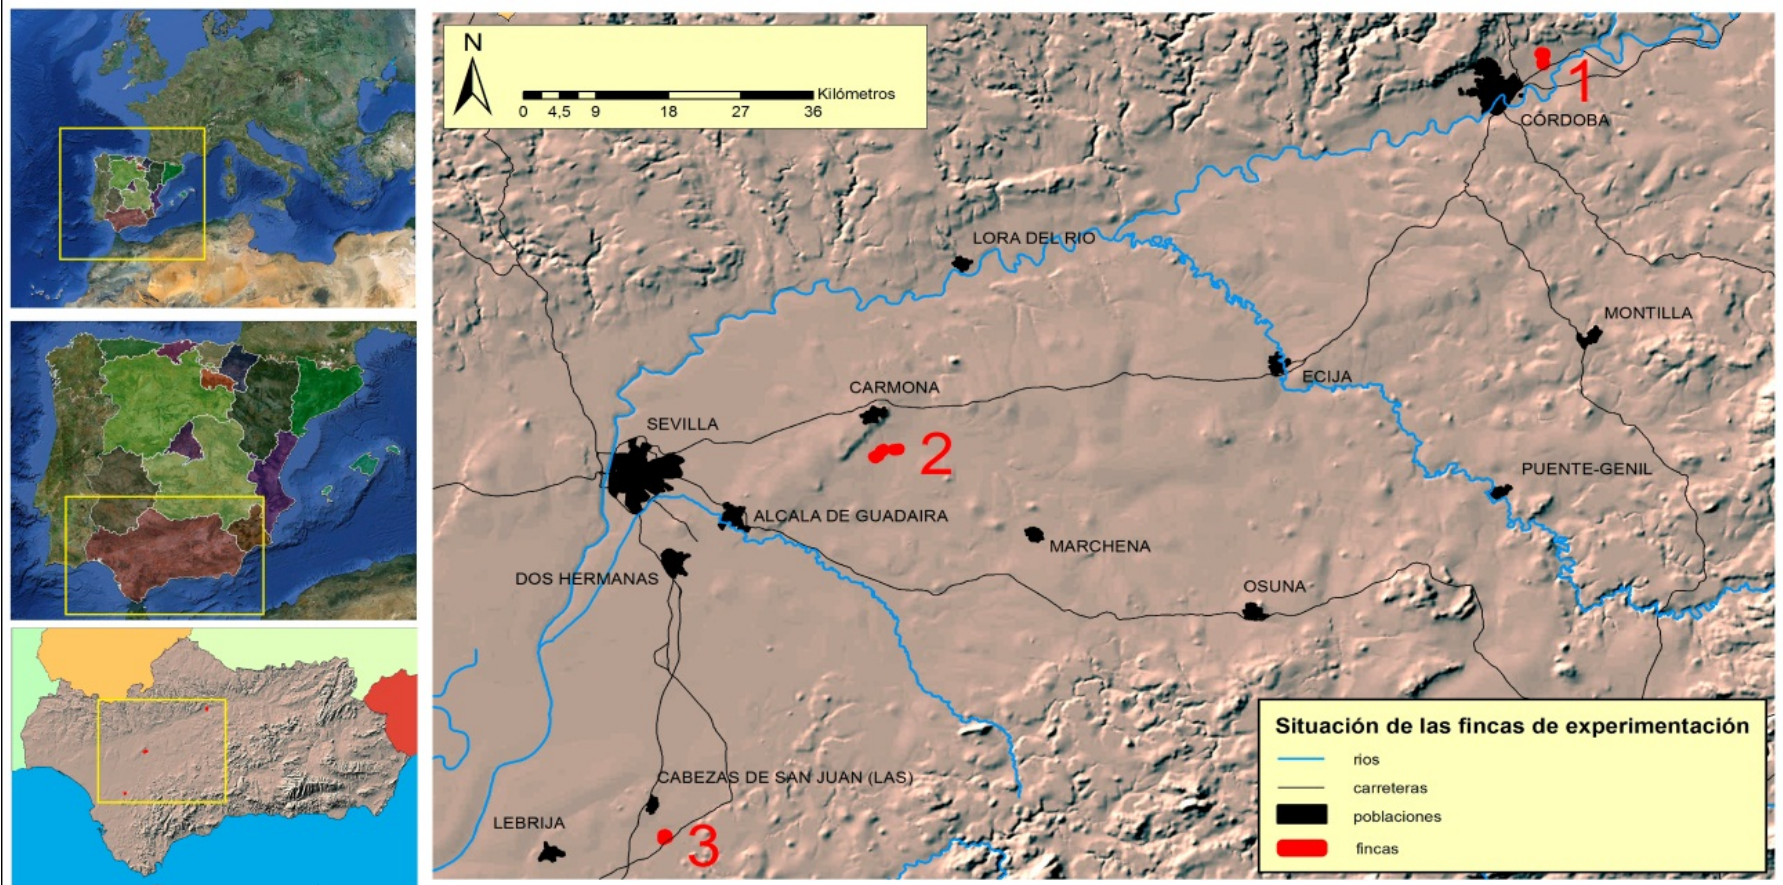 N
Kilómetros
0 4,5 9 18 27 36
1
CÓRDOBA
LORA DEL RIO
MONTILLA
ECIJA
CARMONA
SEVILLA
2
PUENTE-GENIL
ALCALA DE GUADAIRA
MARCHENA
DOS HERMANAS
OSUNA
CABEZAS DE SAN JUAN (LAS)
LEBRIJA
3
Situación de las fincas de experimentación
rios
carreteras
poblaciones
fincas